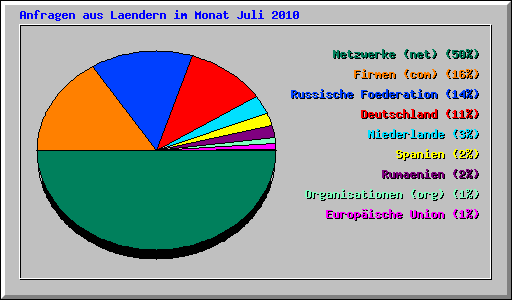 Anfragen aus Laendern im Monat Juli 2010
Netzwerke (net) (50%)
Firmen (com) (16%)
Russische Foederation (14%)
Deutschland (11%)
Niederlande (3%)
Spanien (2%)
Rumaenien (2%)
Organisationen (org) (1%)
Europäische Union (1%)